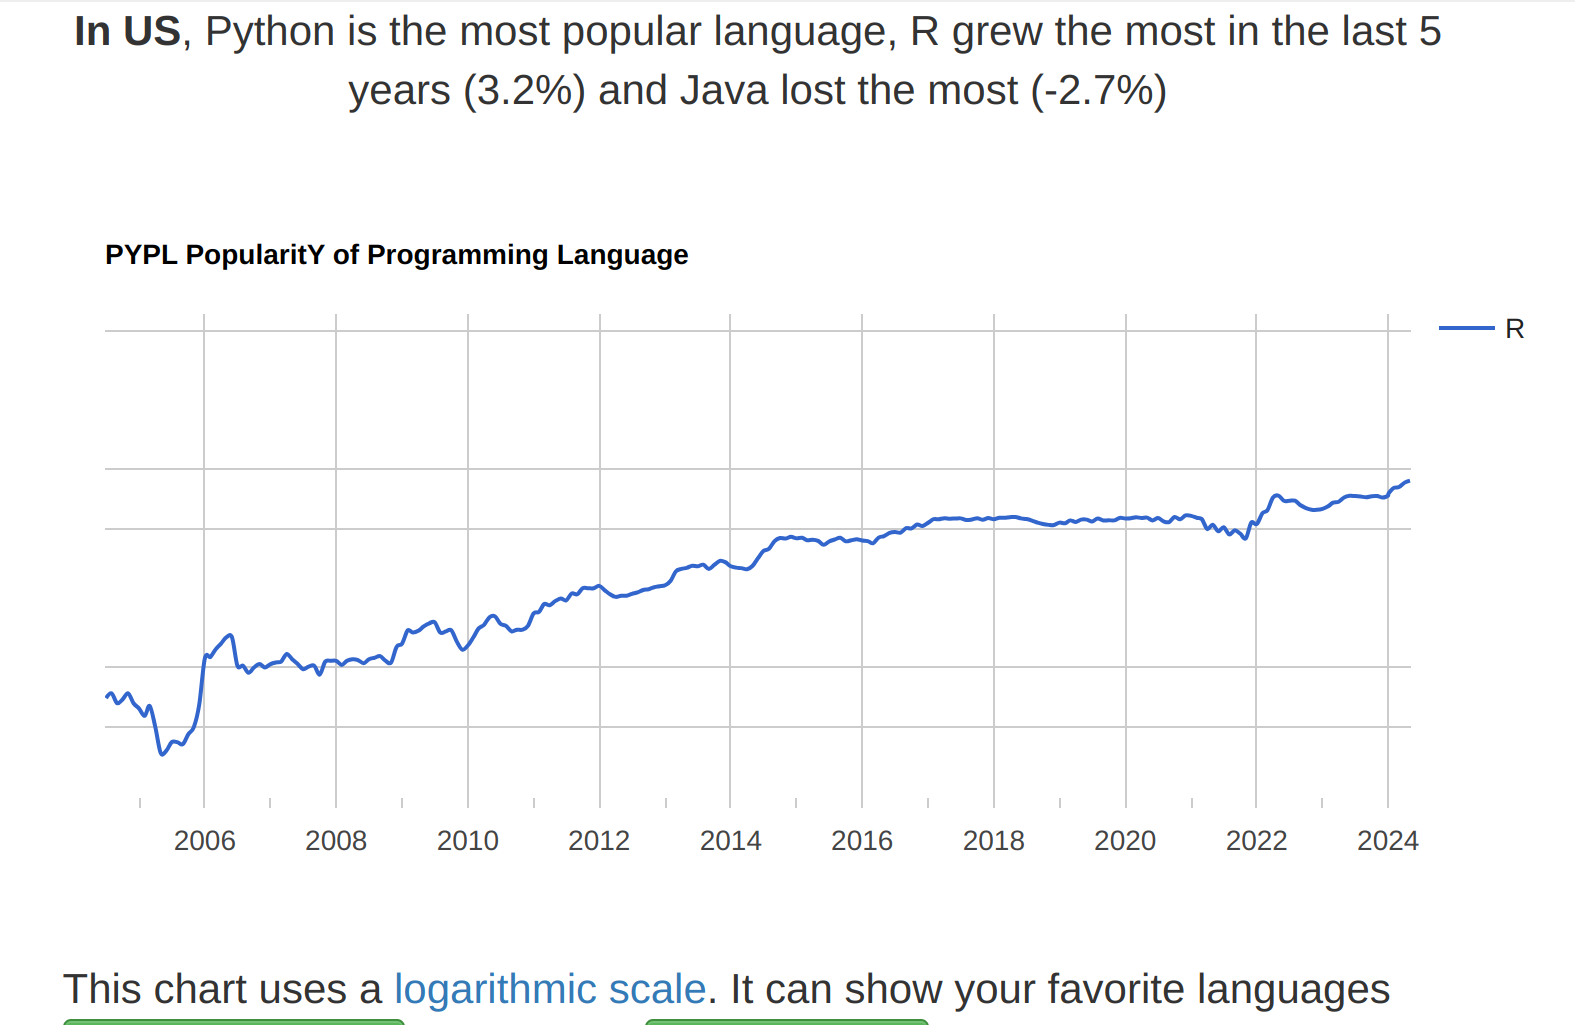 In US, Python is the most popular language, R grew the most in the last 5
years (3.2%) and Java lost the most (-2.7%)
PYPL PopularitY of Programming Language
R
2006 2008 2010 2012 2014 2016 2018 2020 2022 2024
This chart uses a logarithmic scale. It can show your favorite languages